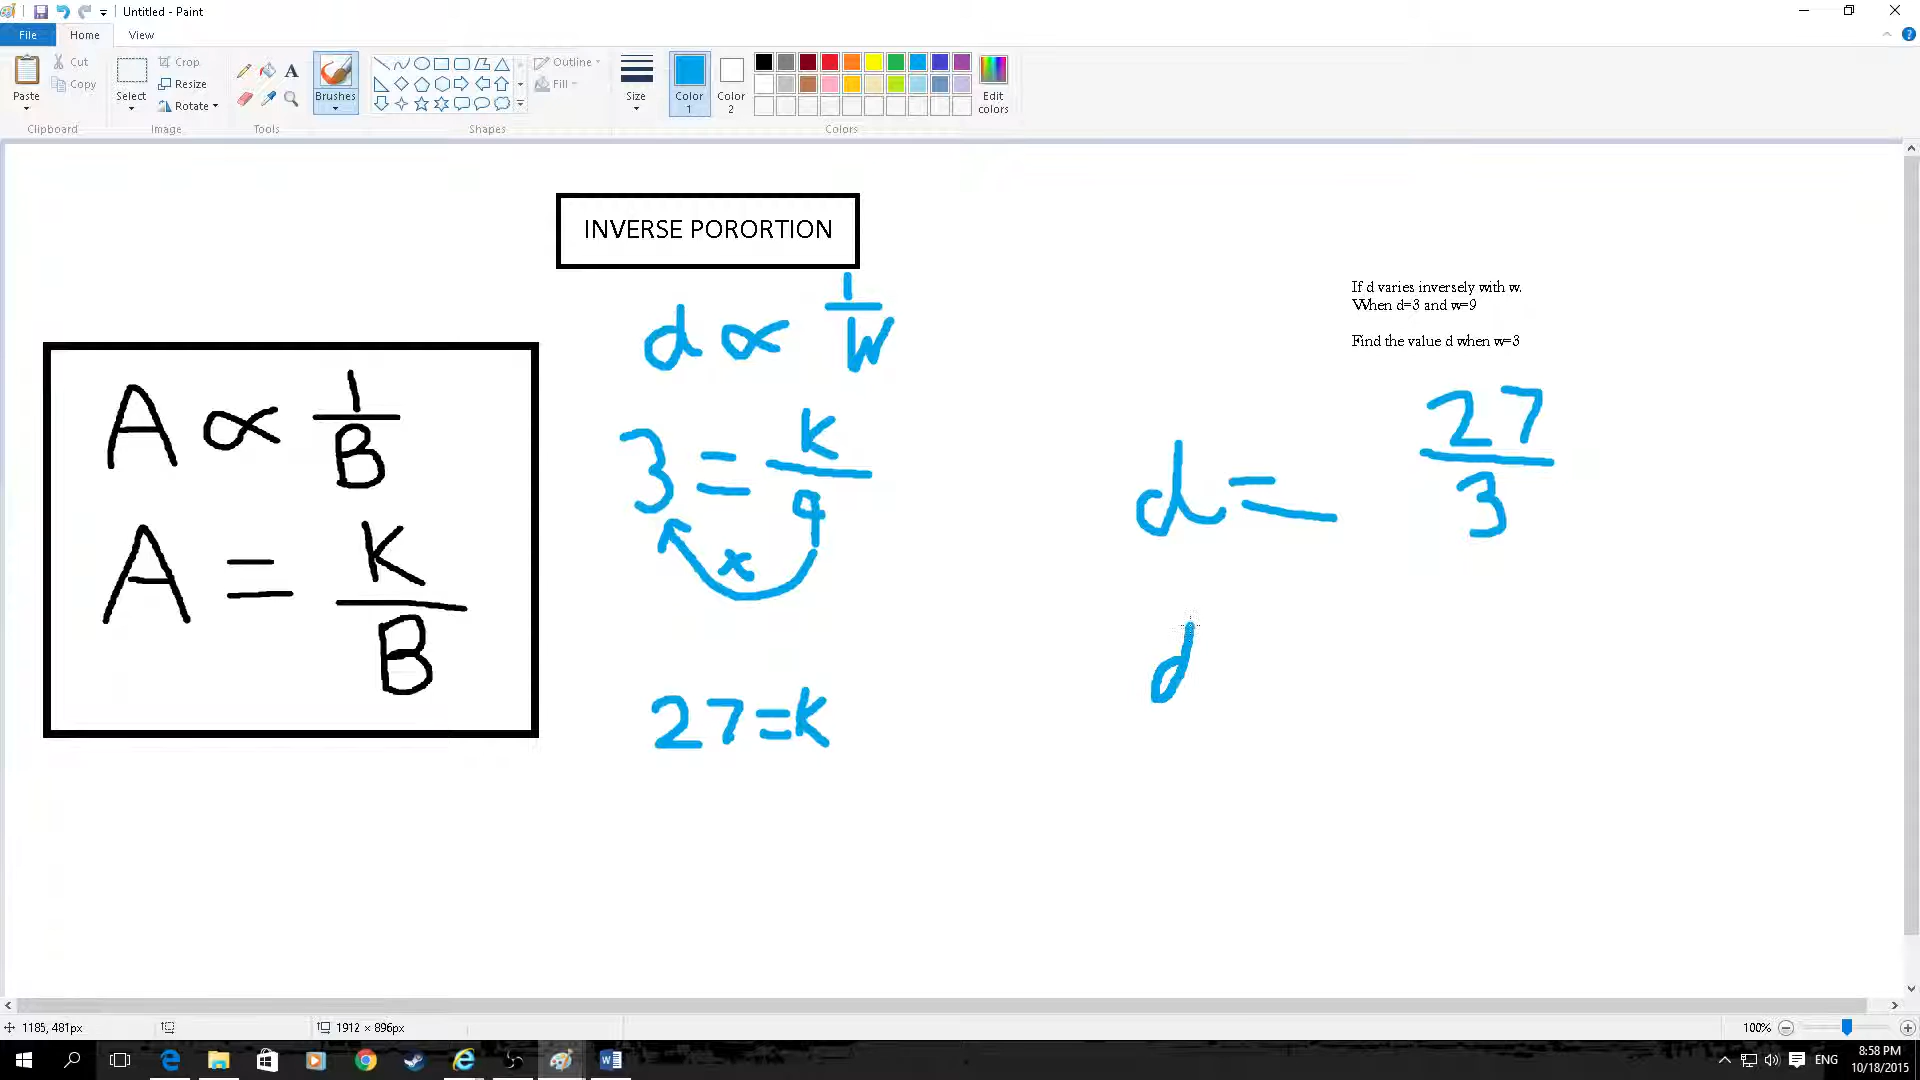 Untitled - Paint
File Home View
Paste
Cut
Copy
Clipboard
Select
Crop
Resize
Rotate
Image
A
Tools
Brushes
Shapes
Outline
Fill
Size
Color 1
Color 2
Colors
Edit colors
INVERSE PORORTION
A ∝ 1/B
A = K/B
d ∝ 1/W
3 = K/9
x
27=K
If d varies inversely with w.
When d=3 and w=9
Find the value d when w=3
d = 27/3
d
1185, 481px
1912 × 896px
100%
ENG
8:58 PM
10/18/2015